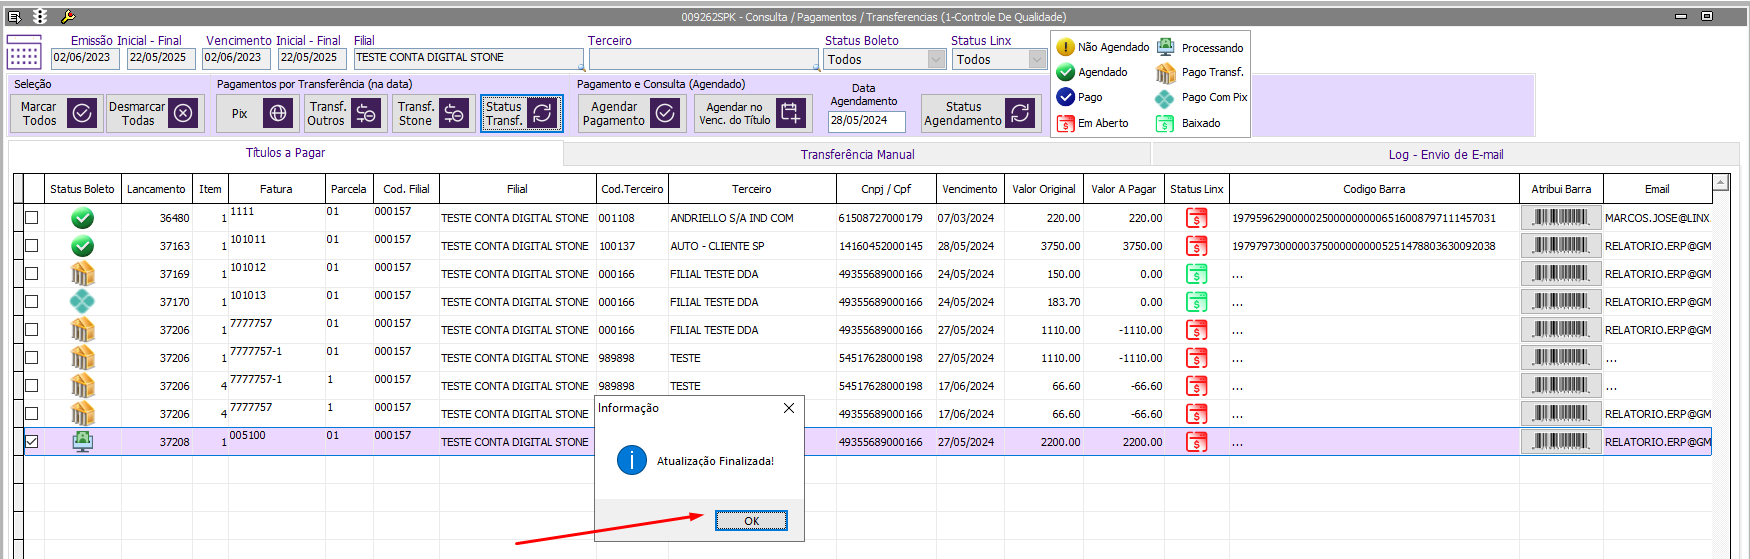 009262SPK - Consulta / Pagamentos / Transferencias (1-Controle De Qualidade)
Emissão Inicial - Final
Vencimento Inicial - Final
Filial
Terceiro
Status Boleto
Status Linx
02/06/2023
22/05/2025
02/06/2023
22/05/2025
TESTE CONTA DIGITAL STONE
Todos
Todos
Não Agendado
Processando
Agendado
Pago Transf.
Pago
Pago Com Pix
Em Aberto
Baixado
Seleção
Pagamentos por Transferência (na data)
Pagamento e Consulta (Agendado)
Marcar Todos
Desmarcar Todas
Pix
Transf. Outros
Transf. Stone
Status Transf.
Agendar Pagamento
Agendar no Venc. do Título
Data Agendamento
28/05/2024
Status Agendamento
Títulos a Pagar
Transferência Manual
Log - Envio de E-mail
Status Boleto Lancamento Item Fatura Parcela Cod. Filial Filial Cod.Terceiro Terceiro Cnpj / Cpf Vencimento Valor Original Valor A Pagar Status Linx Codigo Barra Atribui Barra Email
36480 1 1111 01 000157 TESTE CONTA DIGITAL STONE 001108 ANDRIELLO S/A IND COM 61508727000179 07/03/2024 220.00 220.00 19795962900000250000000006516008797111457031 MARCOS.JOSE@LINX
37163 1 101011 01 000157 TESTE CONTA DIGITAL STONE 100137 AUTO - CLIENTE SP 14160452000145 28/05/2024 3750.00 3750.00 19797973000003750000000005251478803630092038 RELATORIO.ERP@GM
37169 1 101012 01 000157 TESTE CONTA DIGITAL STONE 000166 FILIAL TESTE DDA 49355689000166 24/05/2024 150.00 0.00 ... RELATORIO.ERP@GM
37170 1 101013 01 000157 TESTE CONTA DIGITAL STONE 000166 FILIAL TESTE DDA 49355689000166 24/05/2024 183.70 0.00 ... RELATORIO.ERP@GM
37206 1 7777757 01 000157 TESTE CONTA DIGITAL STONE 000166 FILIAL TESTE DDA 49355689000166 27/05/2024 1110.00 -1110.00 ... RELATORIO.ERP@GM
37206 1 7777757-1 01 000157 TESTE CONTA DIGITAL STONE 989898 TESTE 54517628000198 27/05/2024 1110.00 -1110.00 ... ...
37206 4 7777757-1 1 000157 TESTE CONTA DIGITAL STONE 989898 TESTE 54517628000198 17/06/2024 66.60 -66.60 ... ...
37206 4 7777757 1 000157 TESTE CONTA DIGITAL STONE 49355689000166 17/06/2024 66.60 -66.60 ... RELATORIO.ERP@GM
37208 1 005100 01 000157 TESTE CONTA DIGITAL STONE 49355689000166 27/05/2024 2200.00 2200.00 ... RELATORIO.ERP@GM
Informação
Atualização Finalizada!
OK